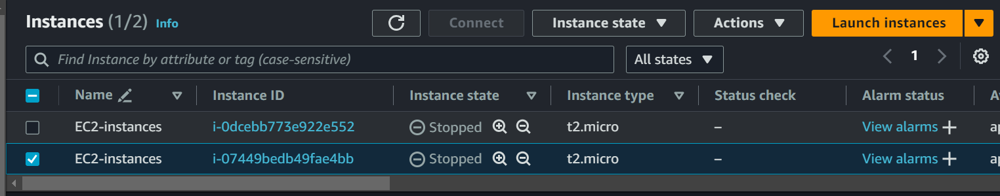 Instances (1/2) Info Connect Instance state Actions Launch instances
Find Instance by attribute or tag (case-sensitive) All states 1
Name Instance ID Instance state Instance type Status check Alarm status
EC2-instances i-0dcebb773e922e552 Stopped t2.micro – View alarms
EC2-instances i-07449bedb49fae4bb Stopped t2.micro – View alarms